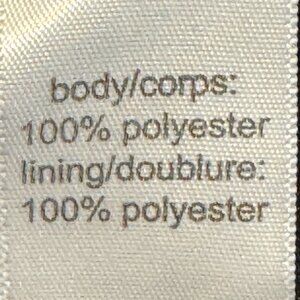 body/corps:
100% polyester
lining/doublure:
100% polyester